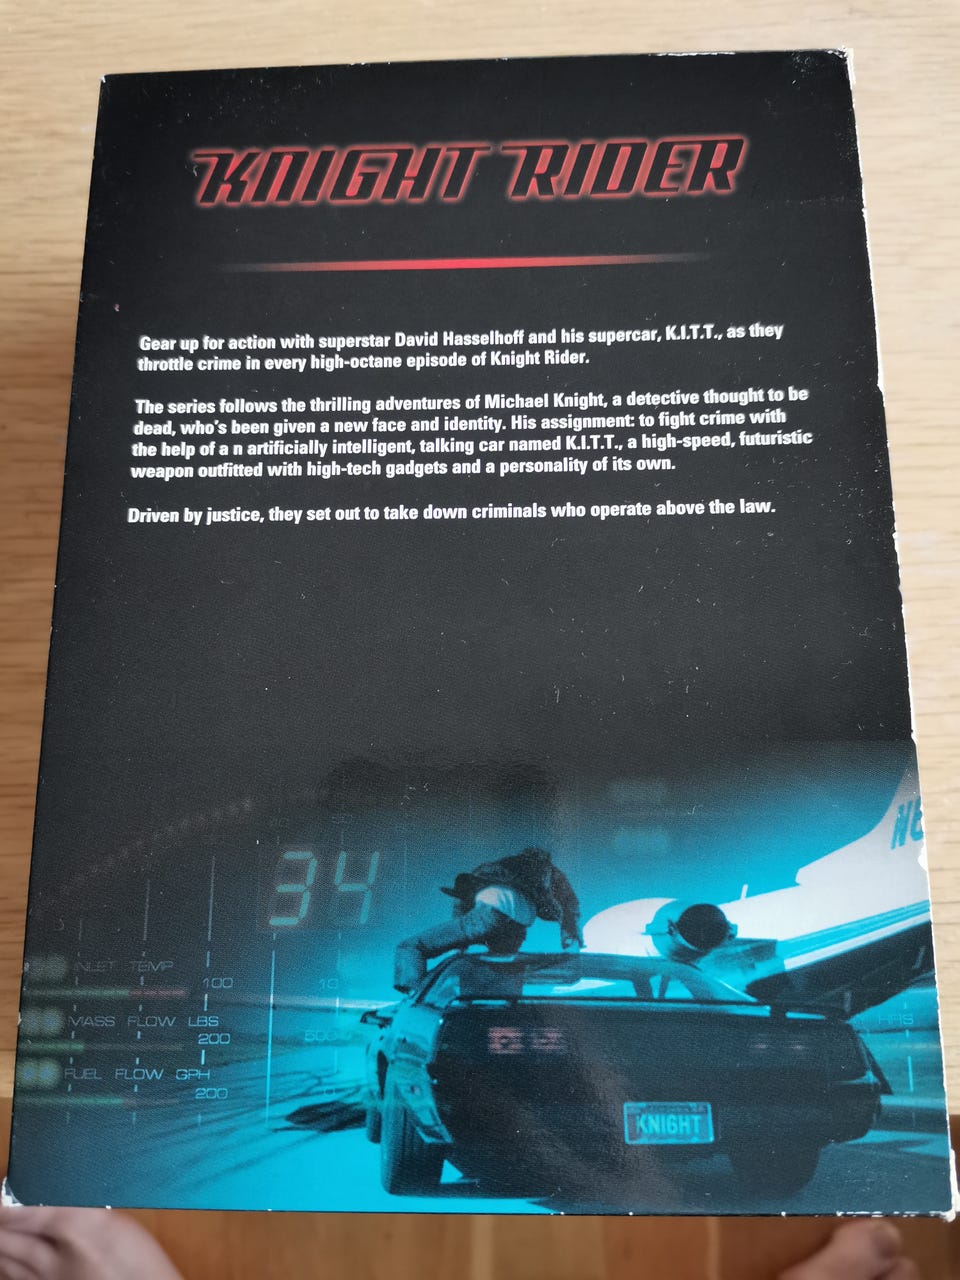 KNIGHT RIDER
Gear up for action with superstar David Hasselhoff and his supercar, K.I.T.T., as they
throttle crime in every high-octane episode of Knight Rider.
The series follows the thrilling adventures of Michael Knight, a detective thought to be
dead, who's been given a new face and identity. His assignment: to fight crime with
the help of a n artificially intelligent, talking car named K.I.T.T., a high-speed, futuristic
weapon outfitted with high-tech gadgets and a personality of its own.
Driven by justice, they set out to take down criminals who operate above the law.
34
INLET TEMP
100
MASS FLOW LBS
200
FUEL FLOW GPH
200
KNI6HT